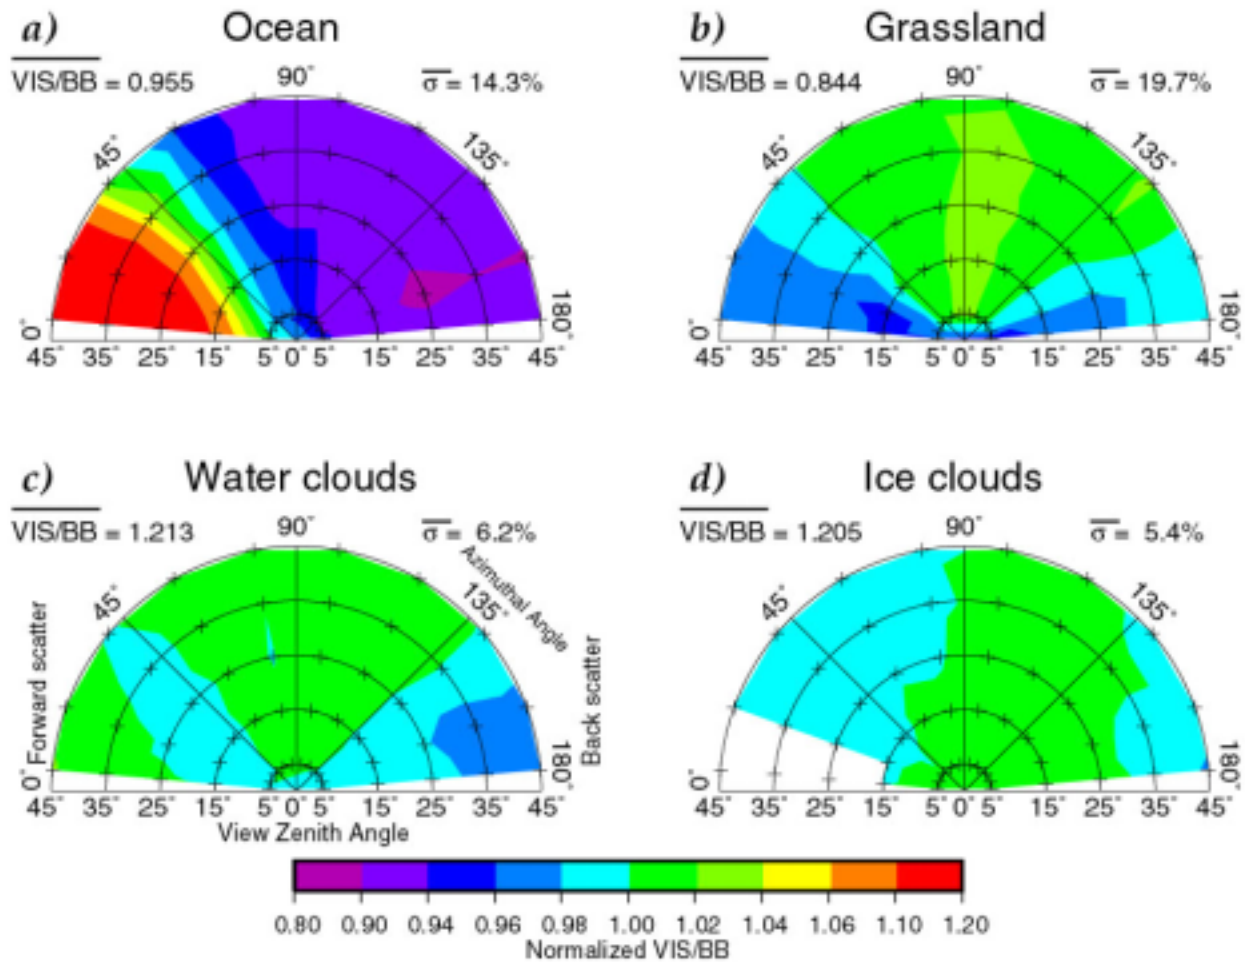 a) Ocean
VIS/BB = 0.955 90° σ = 14.3%
45° 135°
0° 180°
45° 35° 25° 15° 5° 0° 5° 15° 25° 35° 45°
b) Grassland
VIS/BB = 0.844 90° σ = 19.7%
45° 135°
0° 180°
45° 35° 25° 15° 5° 0° 5° 15° 25° 35° 45°
c) Water clouds
VIS/BB = 1.213 90° σ = 6.2%
45° 135°
Azimuthal Angle
Forward scatter
Back scatter
0° 180°
45° 35° 25° 15° 5° 0° 5° 15° 25° 35° 45°
View Zenith Angle
d) Ice clouds
VIS/BB = 1.205 90° σ = 5.4%
45° 135°
0° 180°
45° 35° 25° 15° 5° 0° 5° 15° 25° 35° 45°
0.80 0.90 0.94 0.96 0.98 1.00 1.02 1.04 1.06 1.10 1.20
Normalized VIS/BB